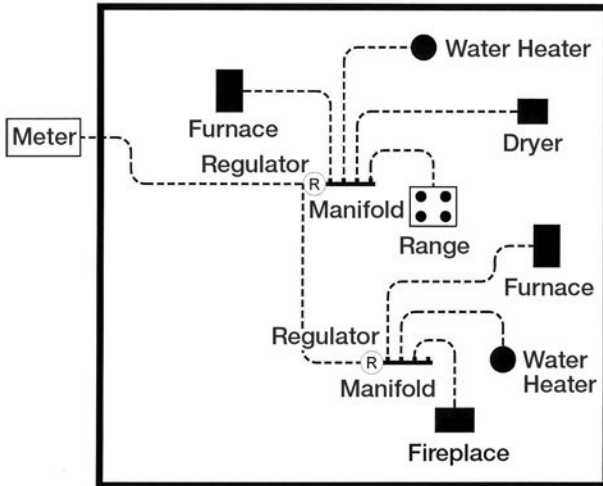 Water Heater
Furnace
Dryer
Meter
Regulator
R
Manifold
Range
Furnace
Regulator
R
Manifold
Water
Heater
Fireplace